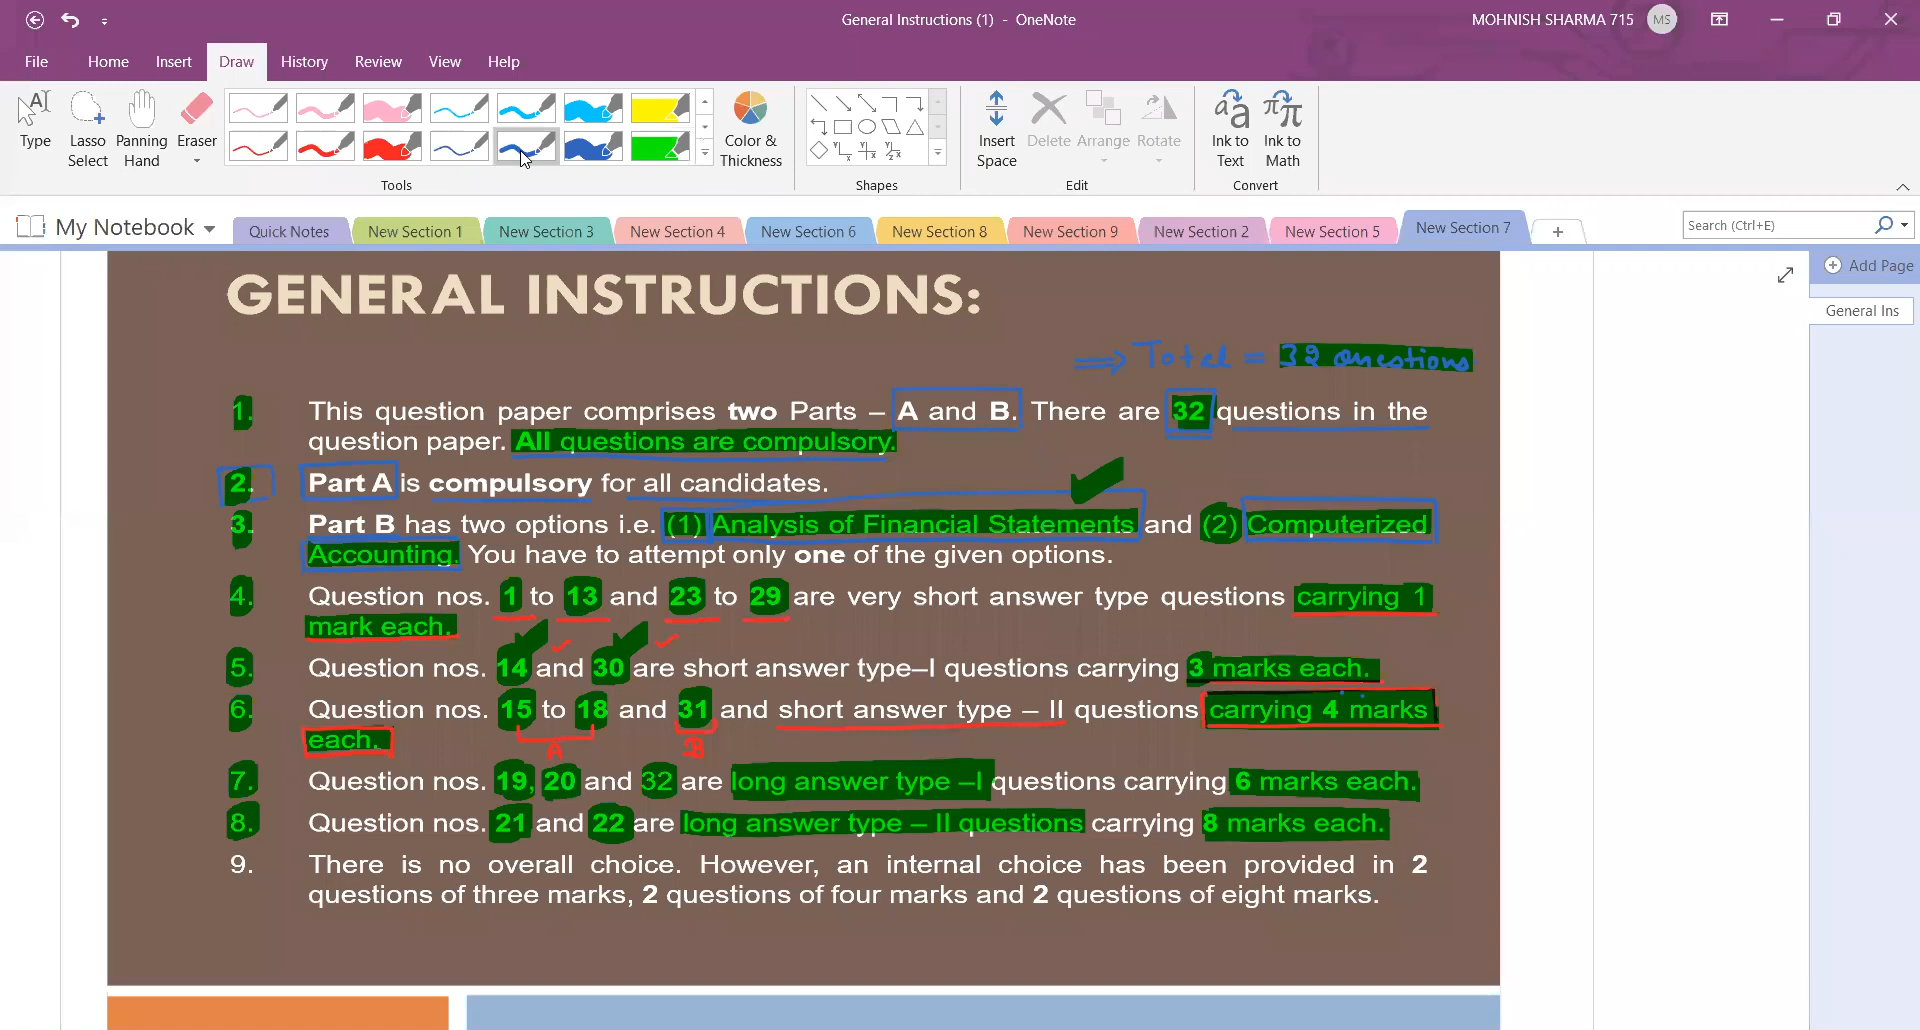 General Instructions (1) - OneNote
MOHNISH SHARMA 715
MS
File Home Insert Draw History Review View Help
Type
Lasso Select
Panning Hand
Eraser
Color & Thickness
Insert Space
Delete
Arrange
Rotate
Ink to Text
Ink to Math
Tools
Shapes
Edit
Convert
My Notebook
Quick Notes
New Section 1
New Section 3
New Section 4
New Section 6
New Section 8
New Section 9
New Section 2
New Section 5
New Section 7
Search (Ctrl+E)
Add Page
General Ins
GENERAL INSTRUCTIONS:
⟹ Total = 32 questions
1. This question paper comprises two Parts – A and B. There are 32 questions in the
question paper. All questions are compulsory.
2. Part A is compulsory for all candidates.
3. Part B has two options i.e. (1) Analysis of Financial Statements and (2) Computerized
Accounting. You have to attempt only one of the given options.
4. Question nos. 1 to 13 and 23 to 29 are very short answer type questions carrying 1
mark each.
5. Question nos. 14 and 30 are short answer type–I questions carrying 3 marks each.
6. Question nos. 15 to 18 and 31 and short answer type – II questions carrying 4 marks
each.
A
B
7. Question nos. 19, 20 and 32 are long answer type –I questions carrying 6 marks each.
8. Question nos. 21 and 22 are long answer type – II questions carrying 8 marks each.
9. There is no overall choice. However, an internal choice has been provided in 2
questions of three marks, 2 questions of four marks and 2 questions of eight marks.